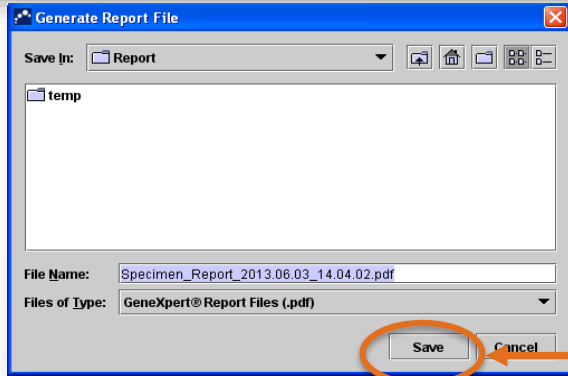 Generate Report File
Save In: Report
temp
File Name: Specimen_Report_2013.06.03_14.04.02.pdf
Files of Type: GeneXpert® Report Files (.pdf)
Save Cancel